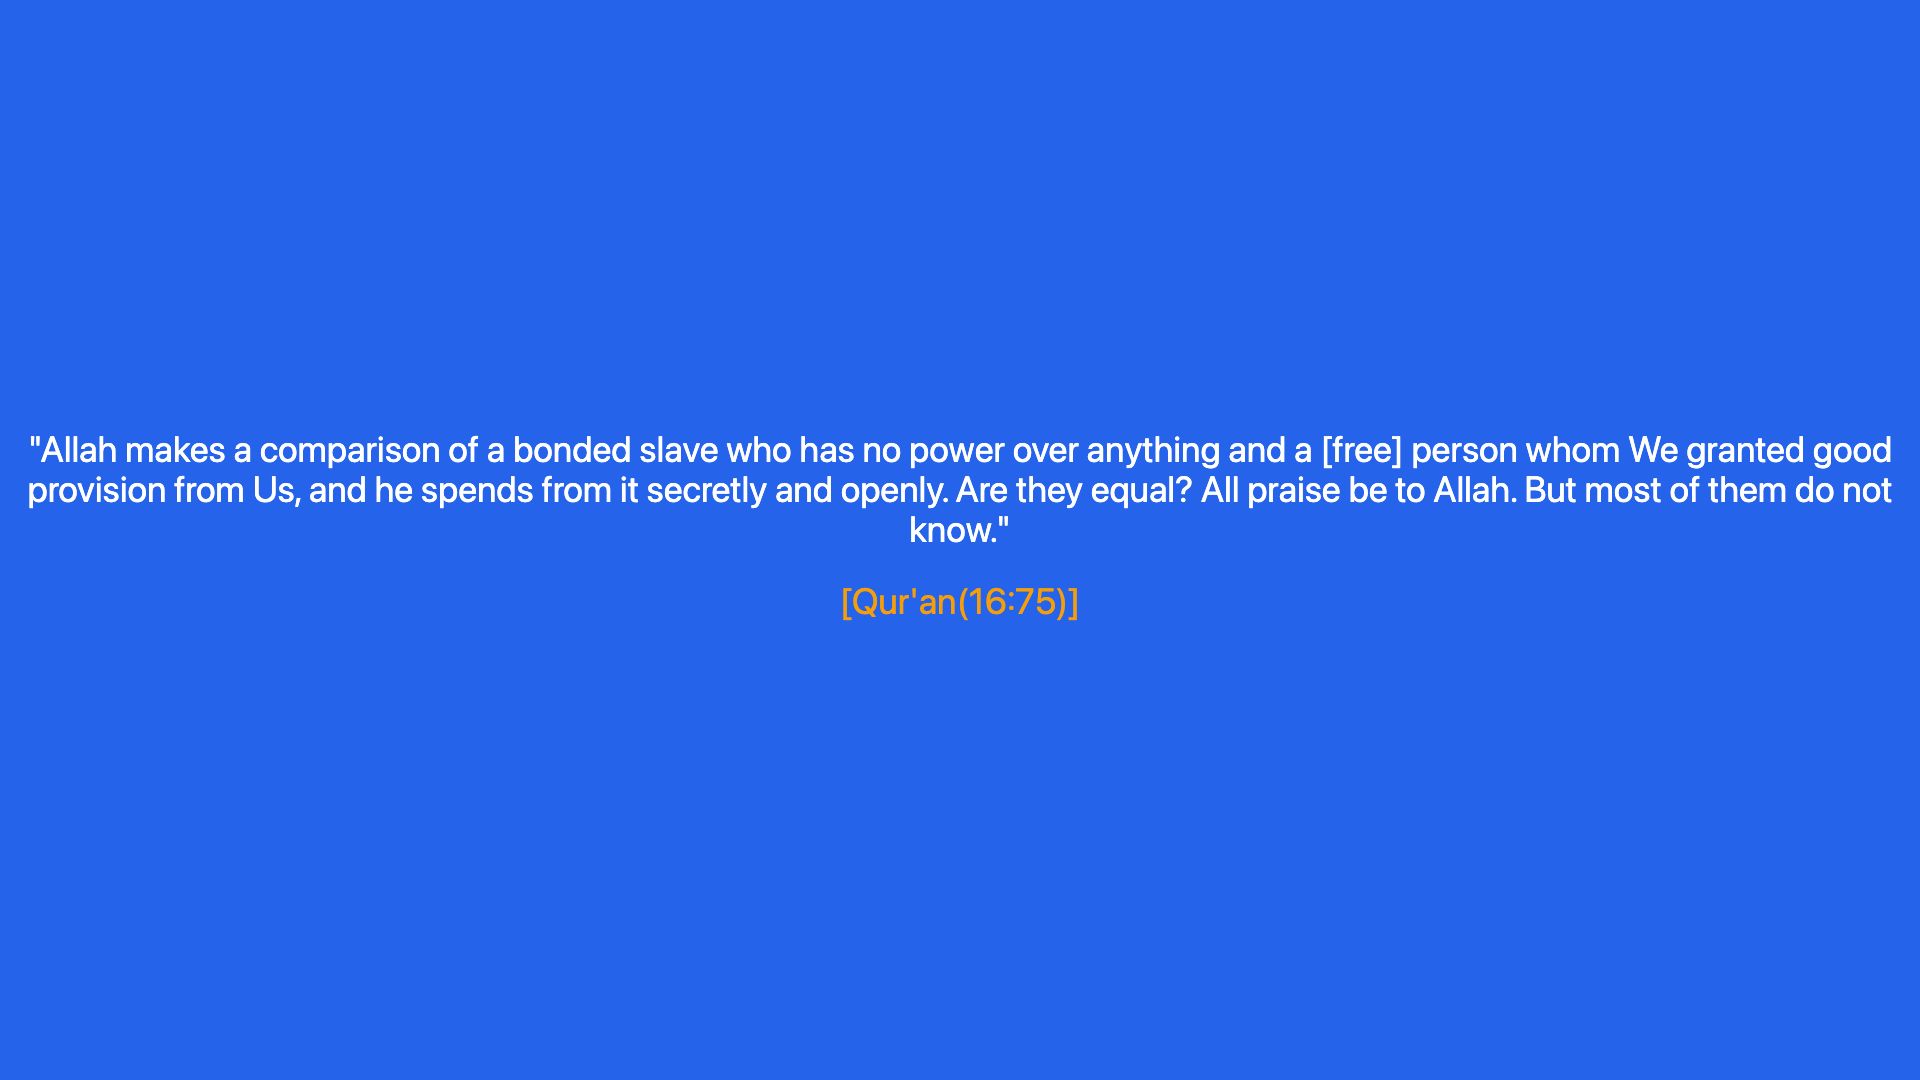 "Allah makes a comparison of a bonded slave who has no power over anything and a [free] person whom We granted good
provision from Us, and he spends from it secretly and openly. Are they equal? All praise be to Allah. But most of them do not
know."
[Qur'an(16:75)]